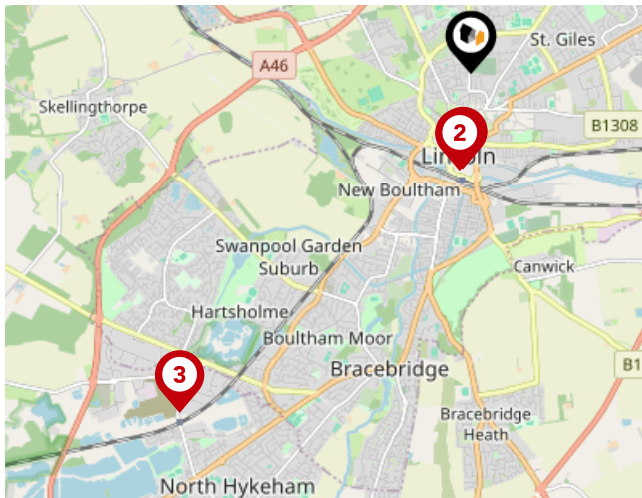 St. Giles
A46
Skellingthorpe
B1308
2
Lincoln
New Boultham
Swanpool Garden
Suburb
Canwick
Hartsholme
Boultham Moor
Bracebridge
B1
3
Bracebridge
Heath
North Hykeham